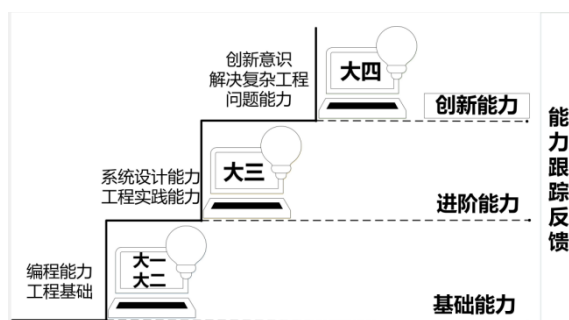 创新意识
解决复杂工程
问题能力
大四
创新能力
系统设计能力
工程实践能力
大三
进阶能力
编程能力
工程基础
大一
大二
基础能力
能力跟踪反馈